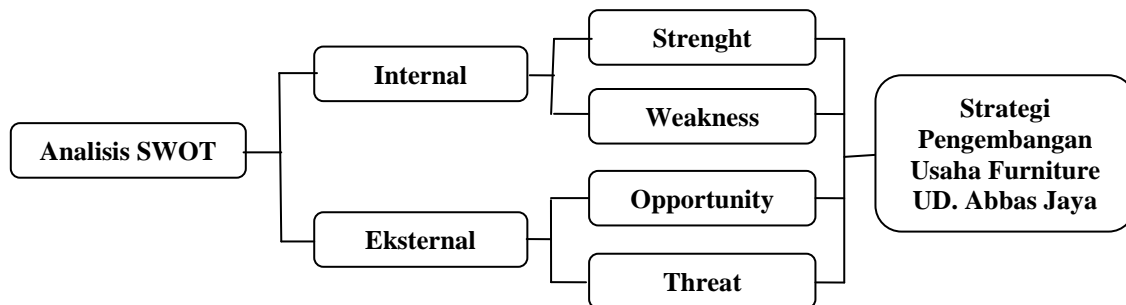 Analisis SWOT
Internal
Eksternal
Strenght
Weakness
Opportunity
Threat
Strategi
Pengembangan
Usaha Furniture
UD. Abbas Jaya